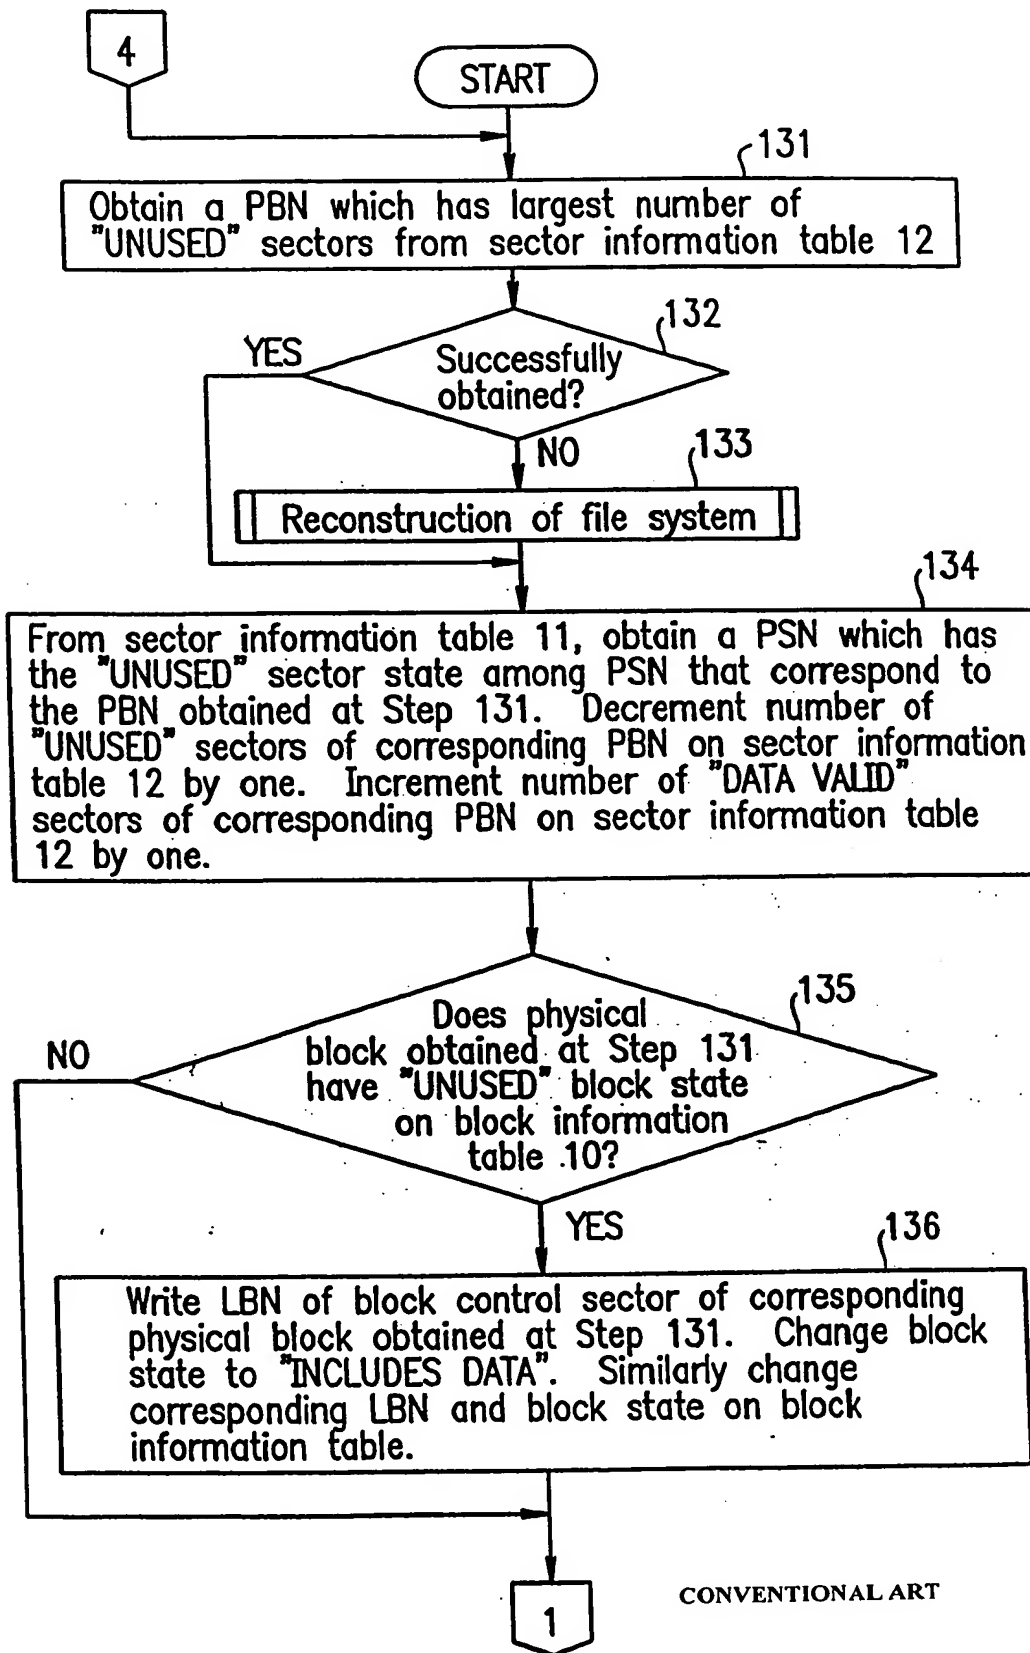 4
START
131
Obtain a PBN which has largest number of
"UNUSED" sectors from sector information table 12
132
YES
Successfully
obtained?
NO
133
Reconstruction of file system
134
From sector information table 11, obtain a PSN which has
the "UNUSED" sector state among PSN that correspond to
the PBN obtained at Step 131. Decrement number of
"UNUSED" sectors of corresponding PBN on sector information
table 12 by one. Increment number of "DATA VALID"
sectors of corresponding PBN on sector information table
12 by one.
135
NO
Does physical
block obtained at Step 131
have "UNUSED" block state
on block information
table 10?
YES
136
Write LBN of block control sector of corresponding
physical block obtained at Step 131. Change block
state to "INCLUDES DATA". Similarly change
corresponding LBN and block state on block
information table.
1
CONVENTIONAL ART